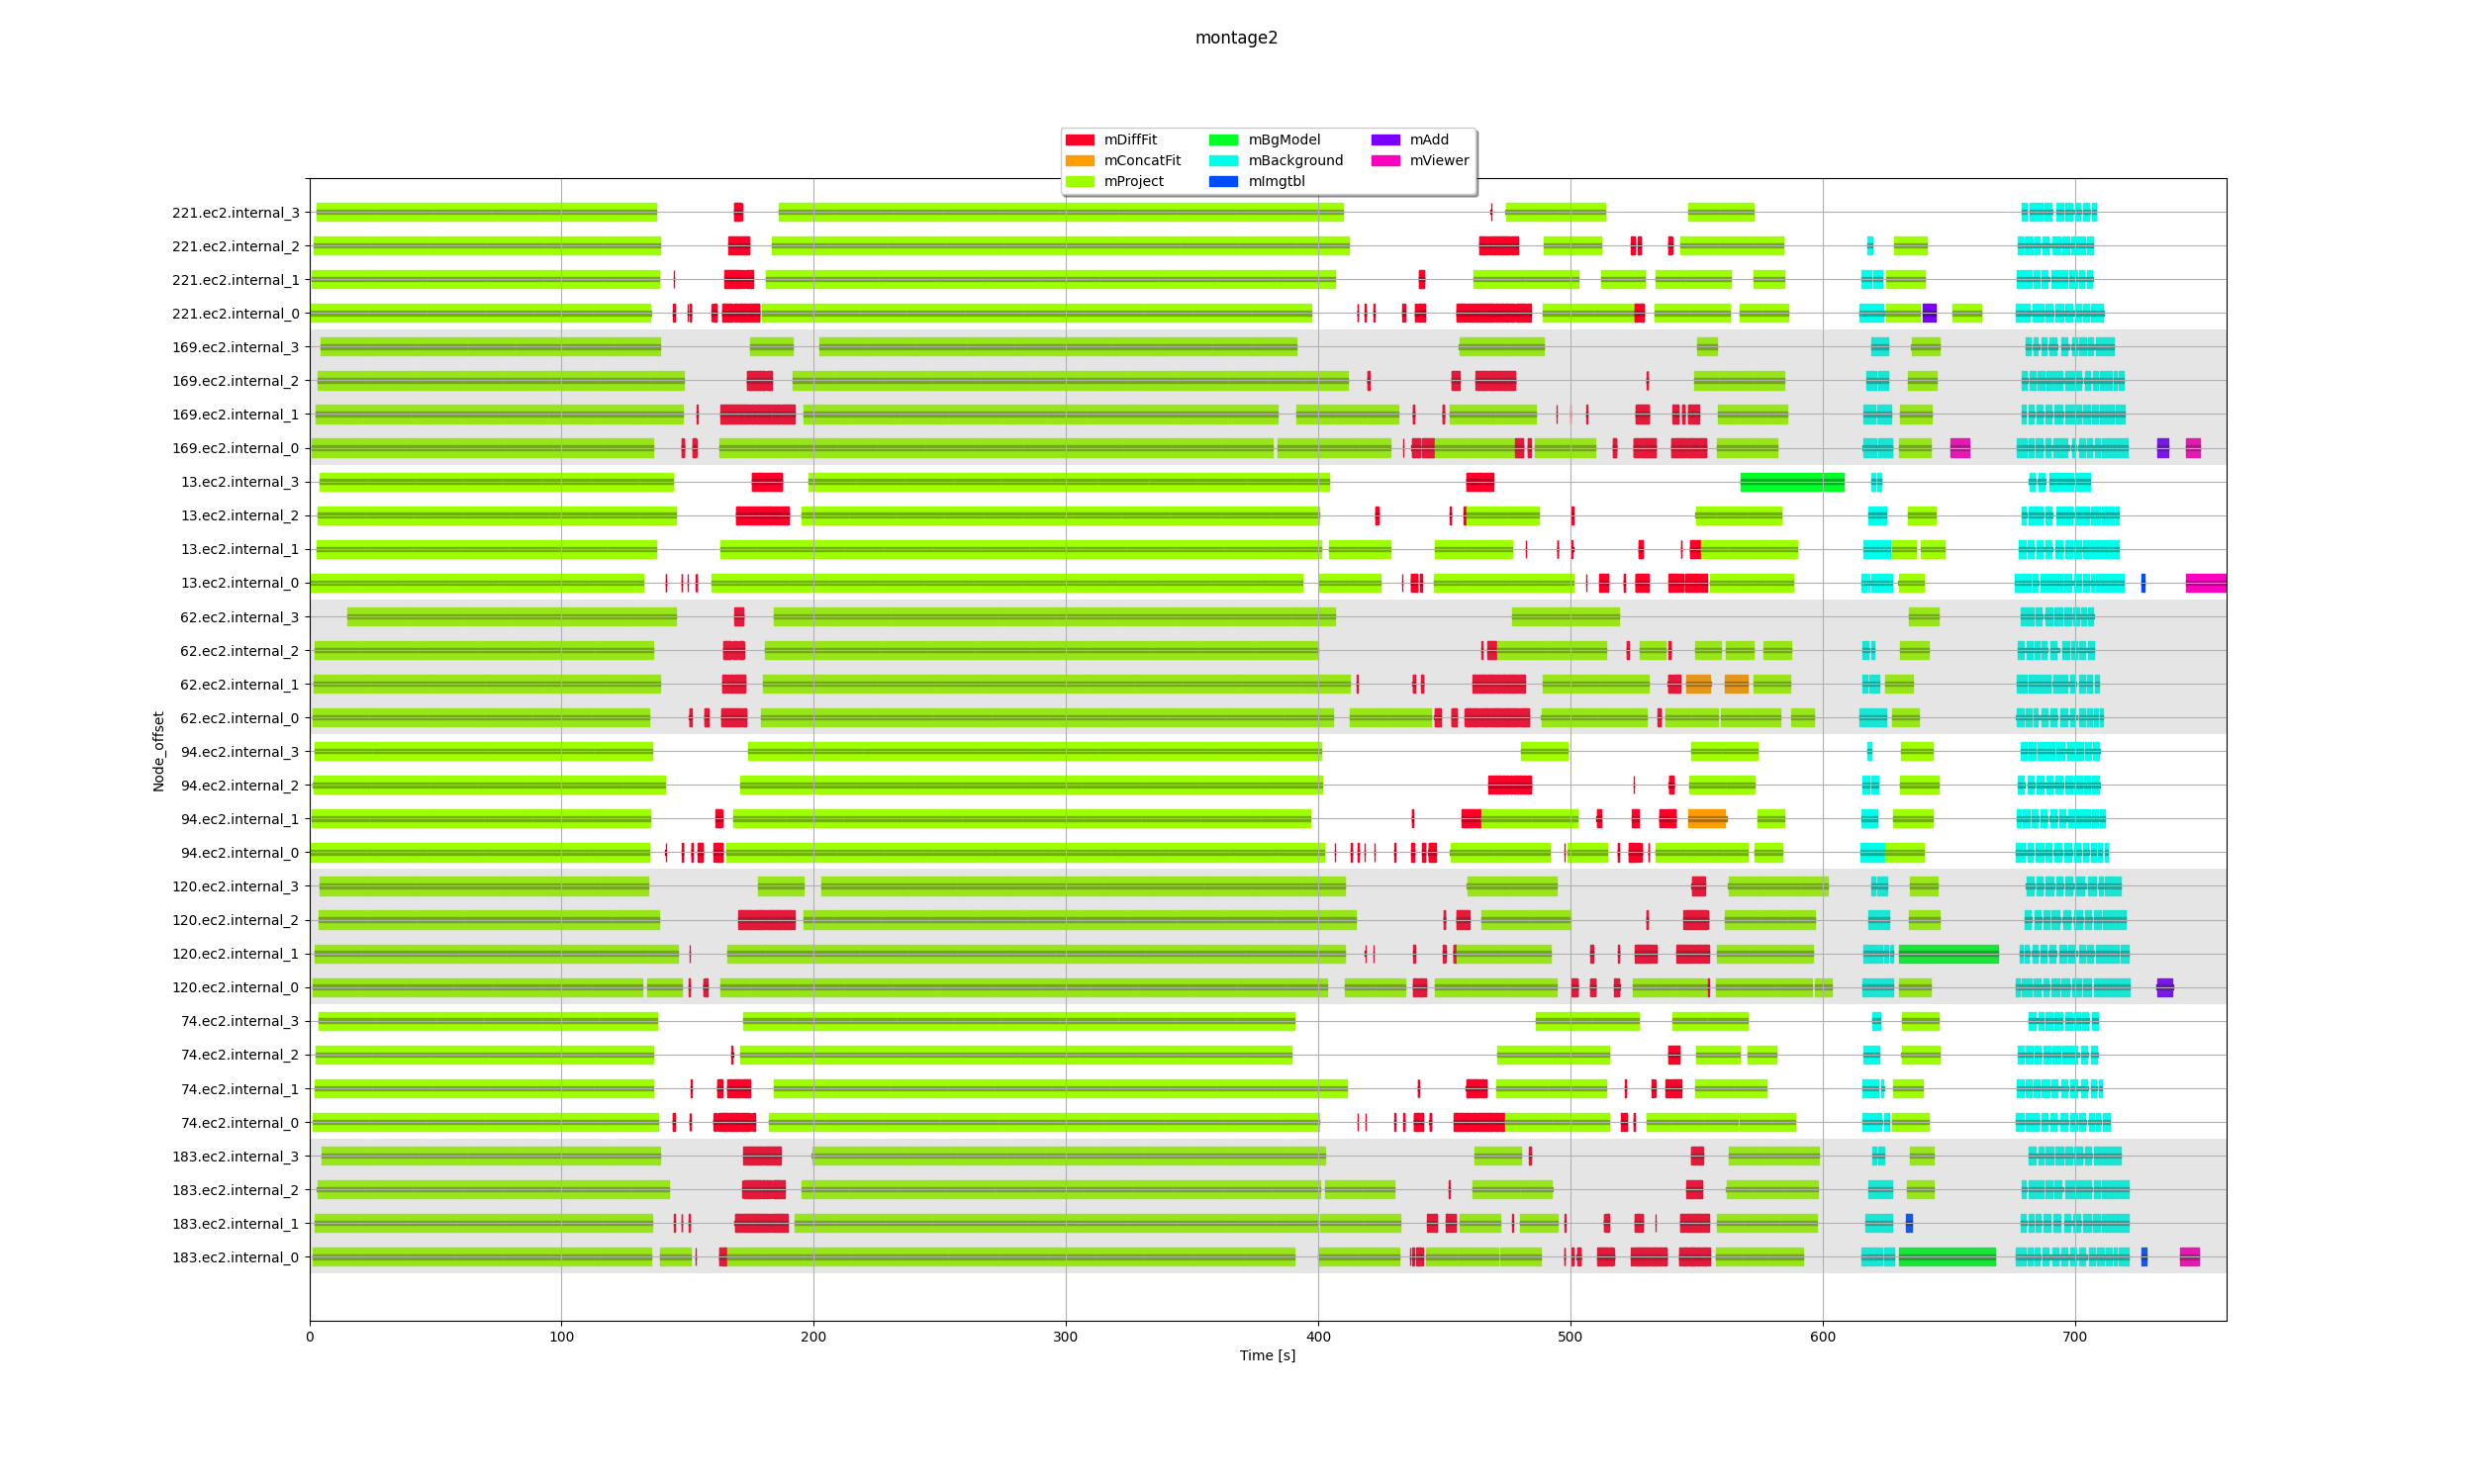 montage2
mDiffFit mBgModel mAdd
mConcatFit mBackground mViewer
mProject mImgtbl
221.ec2.internal_3
221.ec2.internal_2
221.ec2.internal_1
221.ec2.internal_0
169.ec2.internal_3
169.ec2.internal_2
169.ec2.internal_1
169.ec2.internal_0
13.ec2.internal_3
13.ec2.internal_2
13.ec2.internal_1
13.ec2.internal_0
62.ec2.internal_3
62.ec2.internal_2
62.ec2.internal_1
62.ec2.internal_0
94.ec2.internal_3
94.ec2.internal_2
94.ec2.internal_1
94.ec2.internal_0
120.ec2.internal_3
120.ec2.internal_2
120.ec2.internal_1
120.ec2.internal_0
74.ec2.internal_3
74.ec2.internal_2
74.ec2.internal_1
74.ec2.internal_0
183.ec2.internal_3
183.ec2.internal_2
183.ec2.internal_1
183.ec2.internal_0
Node_offset
0 100 200 300 400 500 600 700
Time [s]